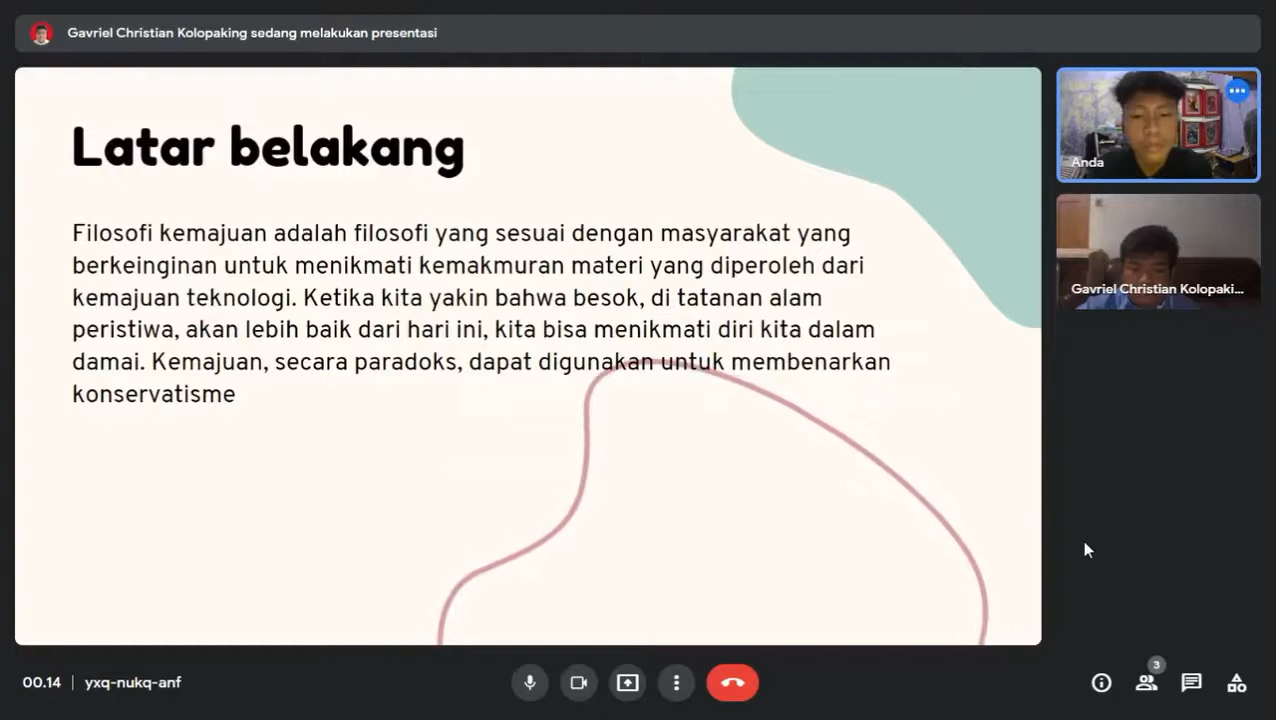 Gavriel Christian Kolopaking sedang melakukan presentasi
Latar belakang
Filosofi kemajuan adalah filosofi yang sesuai dengan masyarakat yang
berkeinginan untuk menikmati kemakmuran materi yang diperoleh dari
kemajuan teknologi. Ketika kita yakin bahwa besok, di tatanan alam
peristiwa, akan lebih baik dari hari ini, kita bisa menikmati diri kita dalam
damai. Kemajuan, secara paradoks, dapat digunakan untuk membenarkan
konservatisme
Anda
Gavriel Christian Kolopaki...
00.14 | yxq-nukq-anf
3